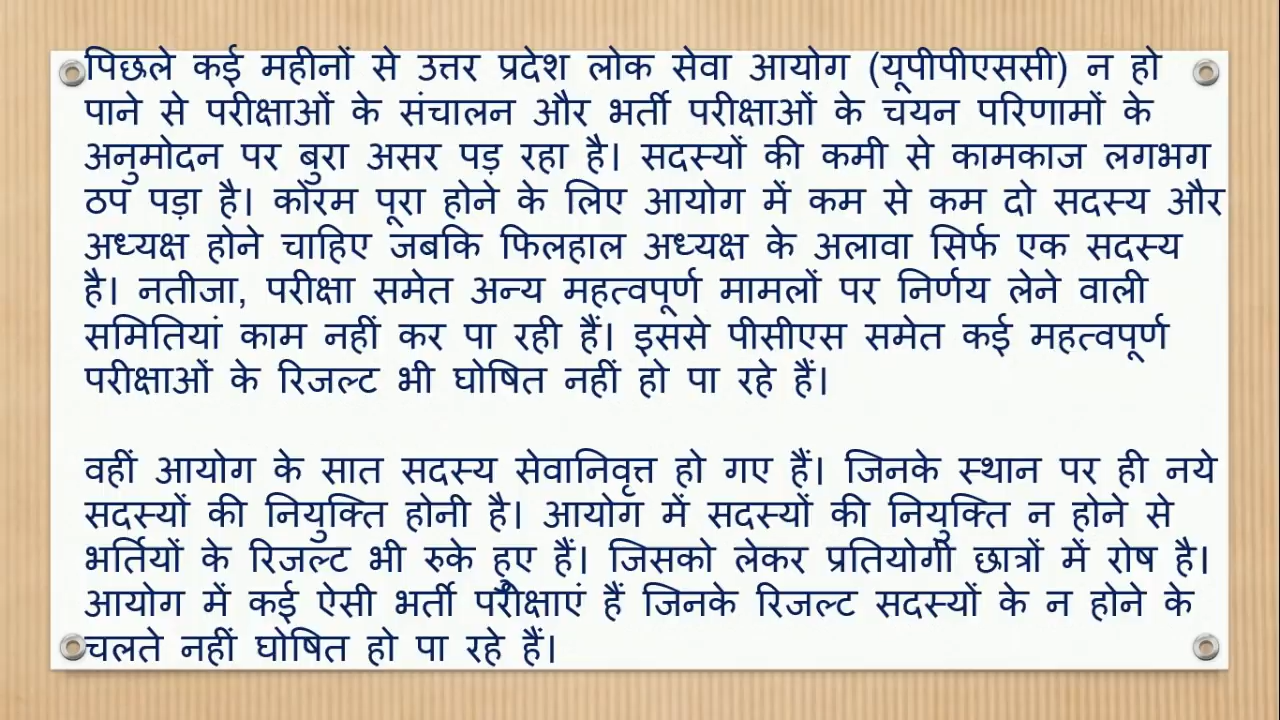 पिछले कई महीनों से उत्तर प्रदेश लोक सेवा आयोग (यूपीपीएससी) न हो
पाने से परीक्षाओं के संचालन और भर्ती परीक्षाओं के चयन परिणामों के
अनुमोदन पर बुरा असर पड़ रहा है। सदस्यों की कमी से कामकाज लगभग
ठप पड़ा है। कोरम पूरा होने के लिए आयोग में कम से कम दो सदस्य और
अध्यक्ष होने चाहिए जबकि फिलहाल अध्यक्ष के अलावा सिर्फ एक सदस्य
है। नतीजा, परीक्षा समेत अन्य महत्वपूर्ण मामलों पर निर्णय लेने वाली
समितियां काम नहीं कर पा रही हैं। इससे पीसीएस समेत कई महत्वपूर्ण
परीक्षाओं के रिजल्ट भी घोषित नहीं हो पा रहे हैं।
वहीं आयोग के सात सदस्य सेवानिवृत्त हो गए हैं। जिनके स्थान पर ही नये
सदस्यों की नियुक्ति होनी है। आयोग में सदस्यों की नियुक्ति न होने से
भर्तियों के रिजल्ट भी रुके हुए हैं। जिसको लेकर प्रतियोगी छात्रों में रोष है।
आयोग में कई ऐसी भर्ती परीक्षाएं हैं जिनके रिजल्ट सदस्यों के न होने के
चलते नहीं घोषित हो पा रहे हैं।